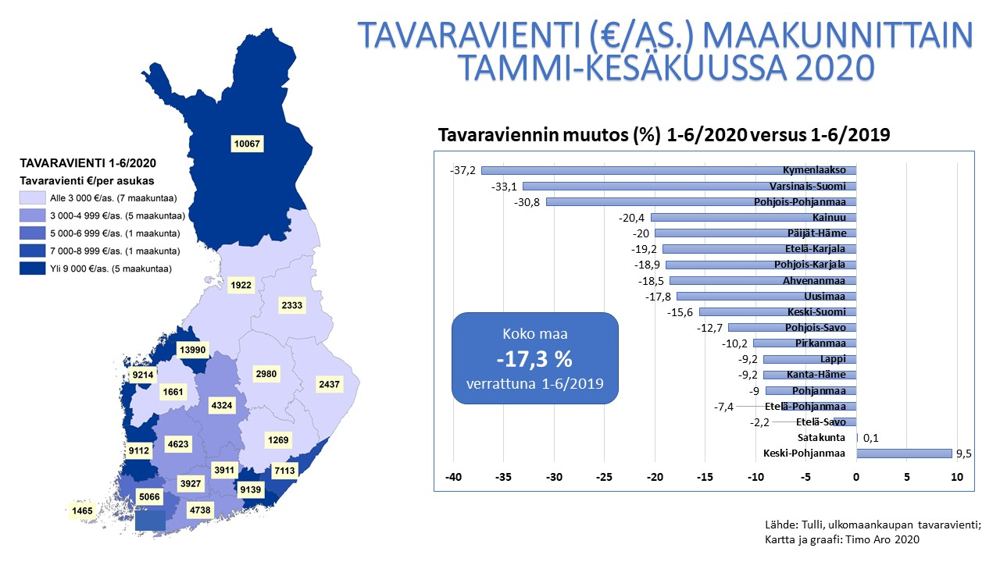 TAVARAVIENTI (€/AS.) MAAKUNNITTAIN
TAMMI-KESÄKUUSSA 2020
TAVARAVIENTI 1-6/2020
Tavaravienti €/per asukas
Alle 3 000 €/as. (7 maakuntaa)
3 000-4 999 €/as. (5 maakuntaa)
5 000-6 999 €/as. (1 maakunta)
7 000-8 999 €/as. (1 maakunta)
Yli 9 000 €/as. (5 maakuntaa)
10067
1922
2333
13990
9214
1661
2980
2437
4324
1269
4623
9112
3911
7113
3927
9139
5066
4738
1465
Tavaraviennin muutos (%) 1-6/2020 versus 1-6/2019
-37,2 Kymenlaakso
-33,1 Varsinais-Suomi
-30,8 Pohjois-Pohjanmaa
-20,4 Kainuu
-20 Päijät-Häme
-19,2 Etelä-Karjala
-18,9 Pohjois-Karjala
-18,5 Ahvenanmaa
-17,8 Uusimaa
-15,6 Keski-Suomi
-12,7 Pohjois-Savo
-10,2 Pirkanmaa
-9,2 Lappi
-9,2 Kanta-Häme
-9 Pohjanmaa
-7,4 Etelä-Pohjanmaa
-2,2 Etelä-Savo
Satakunta 0,1
Keski-Pohjanmaa 9,5
-40 -35 -30 -25 -20 -15 -10 -5 0 5 10
Koko maa
-17,3 %
verrattuna 1-6/2019
Lähde: Tulli, ulkomaankaupan tavaravienti;
Kartta ja graafi: Timo Aro 2020